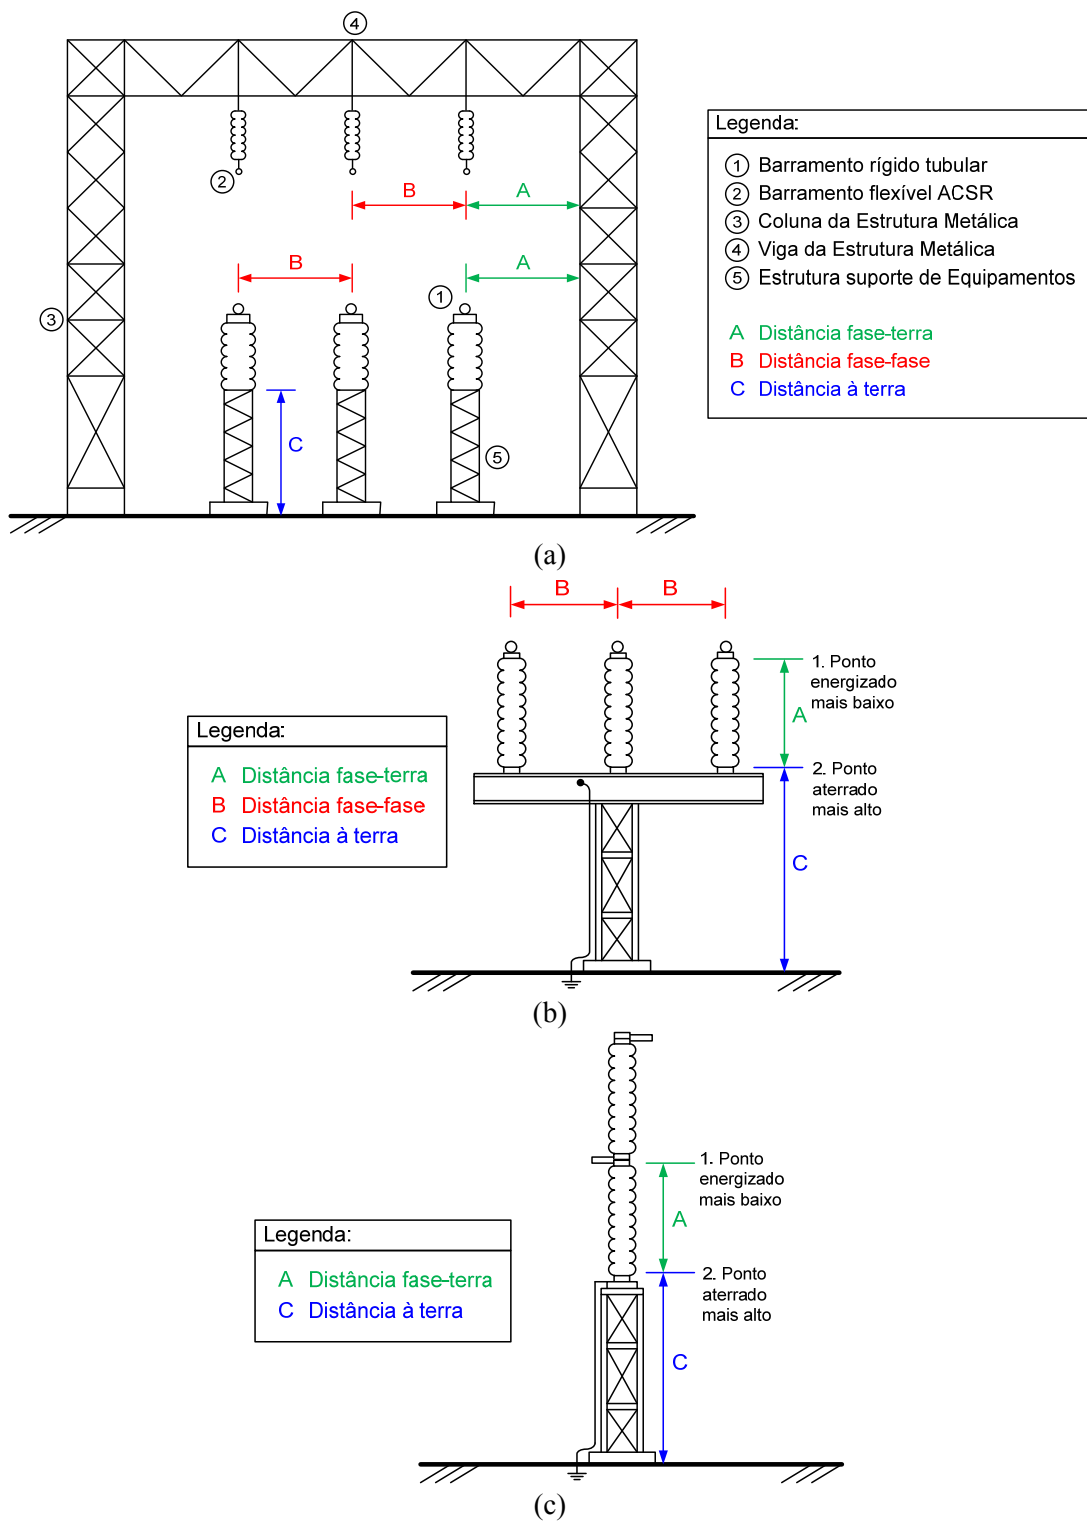 4
2
B
A
B
A
1
3
C
5
Legenda:
1 Barramento rígido tubular
2 Barramento flexível ACSR
3 Coluna da Estrutura Metálica
4 Viga da Estrutura Metálica
5 Estrutura suporte de Equipamentos
A Distância fase-terra
B Distância fase-fase
C Distância à terra
(a)
B B
1. Ponto
energizado
mais baixo
A
2. Ponto
aterrado
mais alto
C
Legenda:
A Distância fase-terra
B Distância fase-fase
C Distância à terra
(b)
1. Ponto
energizado
mais baixo
A
2. Ponto
aterrado
mais alto
C
Legenda:
A Distância fase-terra
C Distância à terra
(c)